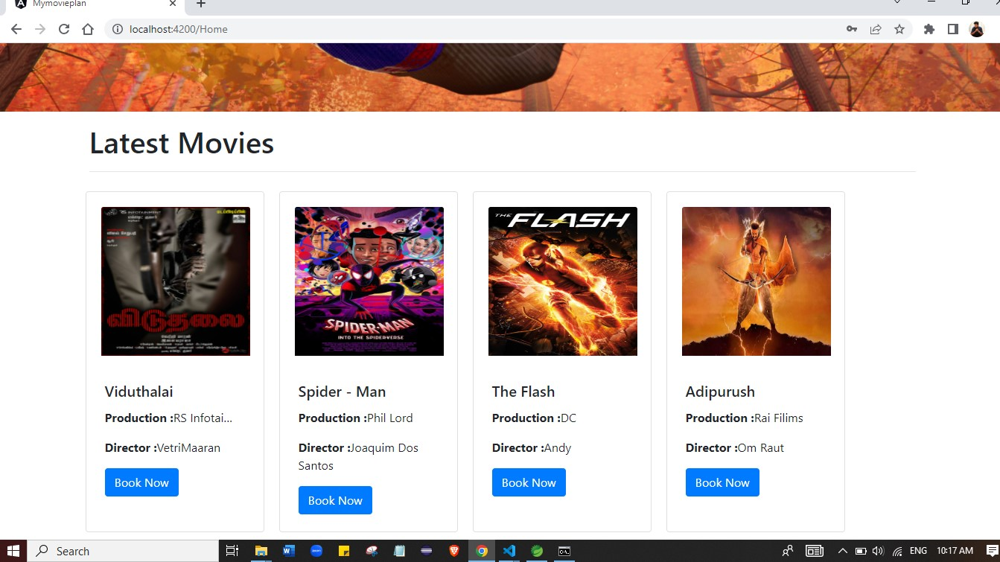 Mymovieplan
localhost:4200/Home
Latest Movies
விடுதலை
SPIDER-MAN
INTO THE SPIDERVERSE
THE FLASH
Viduthalai
Production :RS Infotai...
Director :VetriMaaran
Book Now
Spider - Man
Production :Phil Lord
Director :Joaquim Dos
Santos
Book Now
The Flash
Production :DC
Director :Andy
Book Now
Adipurush
Production :Rai Filims
Director :Om Raut
Book Now
Search
ENG
10:17 AM